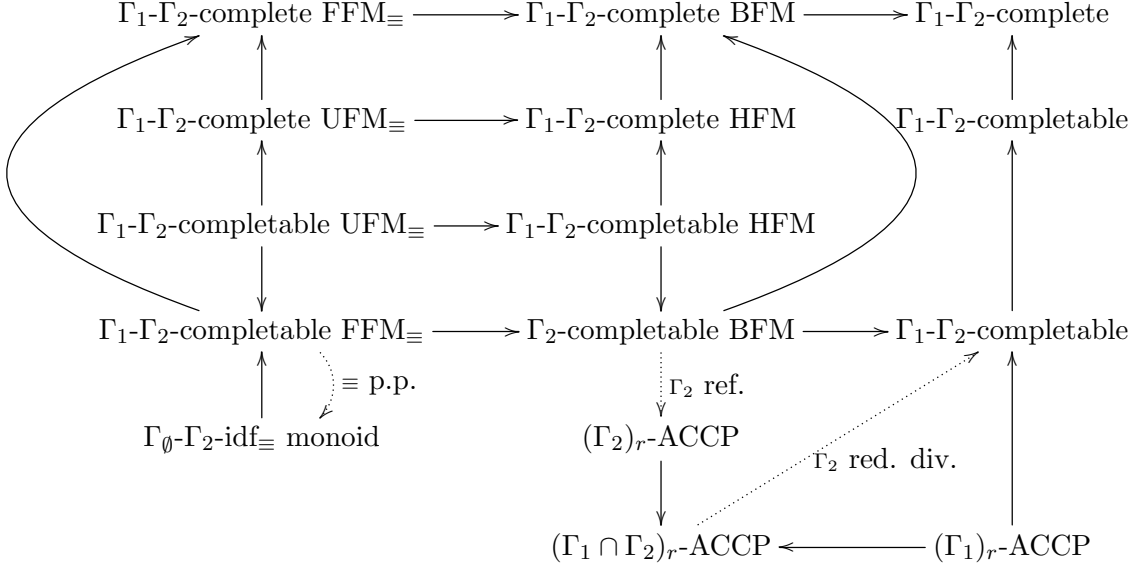 Γ₁-Γ₂-complete FFM≡ Γ₁-Γ₂-complete BFM Γ₁-Γ₂-complete
Γ₁-Γ₂-complete UFM≡ Γ₁-Γ₂-complete HFM Γ₁-Γ₂-completable
Γ₁-Γ₂-completable UFM≡ Γ₁-Γ₂-completable HFM
Γ₁-Γ₂-completable FFM≡ Γ₂-completable BFM Γ₁-Γ₂-completable
≡ p.p. Γ₂ ref.
Γ∅-Γ₂-idf≡ monoid (Γ₂)ᵣ-ACCP
Γ₂ red. div.
(Γ₁ ∩ Γ₂)ᵣ-ACCP (Γ₁)ᵣ-ACCP